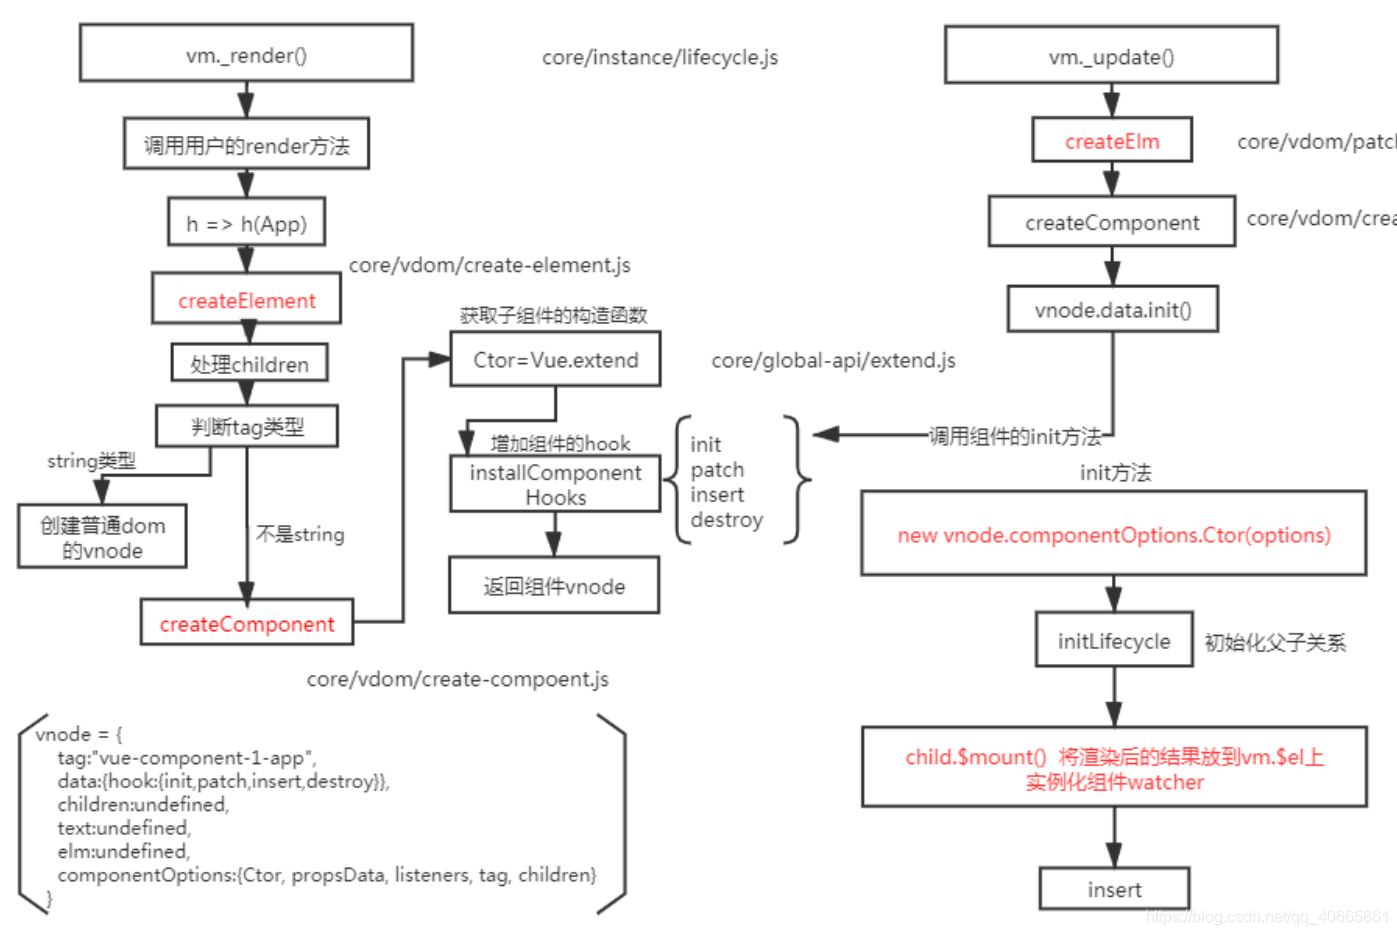 vm._render()
core/instance/lifecycle.js
vm._update()
调用用户的render方法
createElm
core/vdom/patc
h => h(App)
createComponent
core/vdom/crea
core/vdom/create-element.js
createElement
获取子组件的构造函数
vnode.data.init()
处理children
Ctor=Vue.extend
core/global-api/extend.js
判断tag类型
增加组件的hook
init
patch
insert
destroy
调用组件的init方法
string类型
installComponent
Hooks
init方法
创建普通dom
的vnode
不是string
new vnode.componentOptions.Ctor(options)
返回组件vnode
createComponent
initLifecycle
初始化父子关系
core/vdom/create-compoent.js
vnode = {
tag:"vue-component-1-app",
data:{hook:{init,patch,insert,destroy}},
children:undefined,
text:undefined,
elm:undefined,
componentOptions:{Ctor, propsData, listeners, tag, children}
}
child.$mount() 将渲染后的结果放到vm.$el上
实例化组件watcher
insert
https://blog.csdn.net/qq_40665861